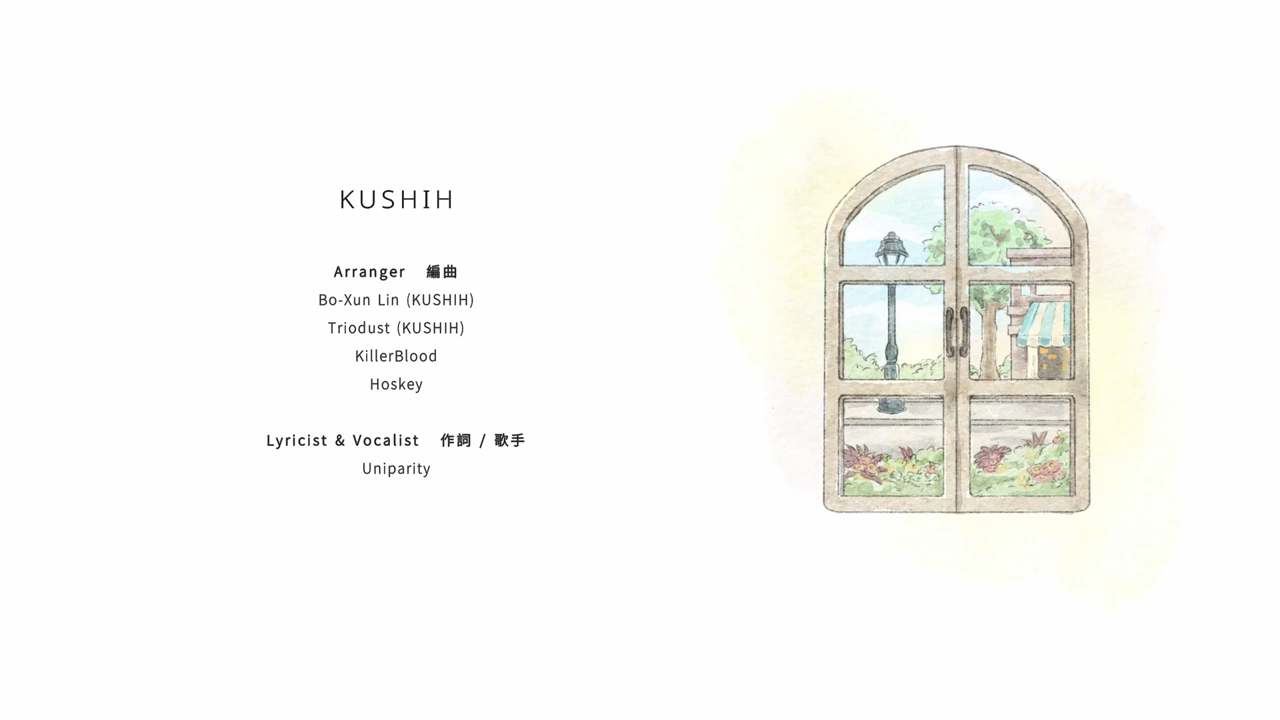 KUSHIH
Arranger 編曲
Bo-Xun Lin (KUSHIH)
Triodust (KUSHIH)
KillerBlood
Hoskey
Lyricist & Vocalist 作詞 / 歌手
Uniparity